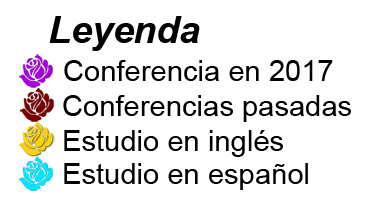 Leyenda
Conferencia en 2017
Conferencias pasadas
Estudio en inglés
Estudio en español